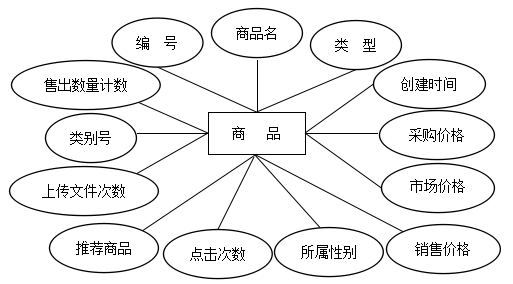 商品名
编 号
类 型
售出数量计数
创建时间
类别号
商 品
采购价格
上传文件次数
市场价格
推荐商品
点击次数
所属性别
销售价格